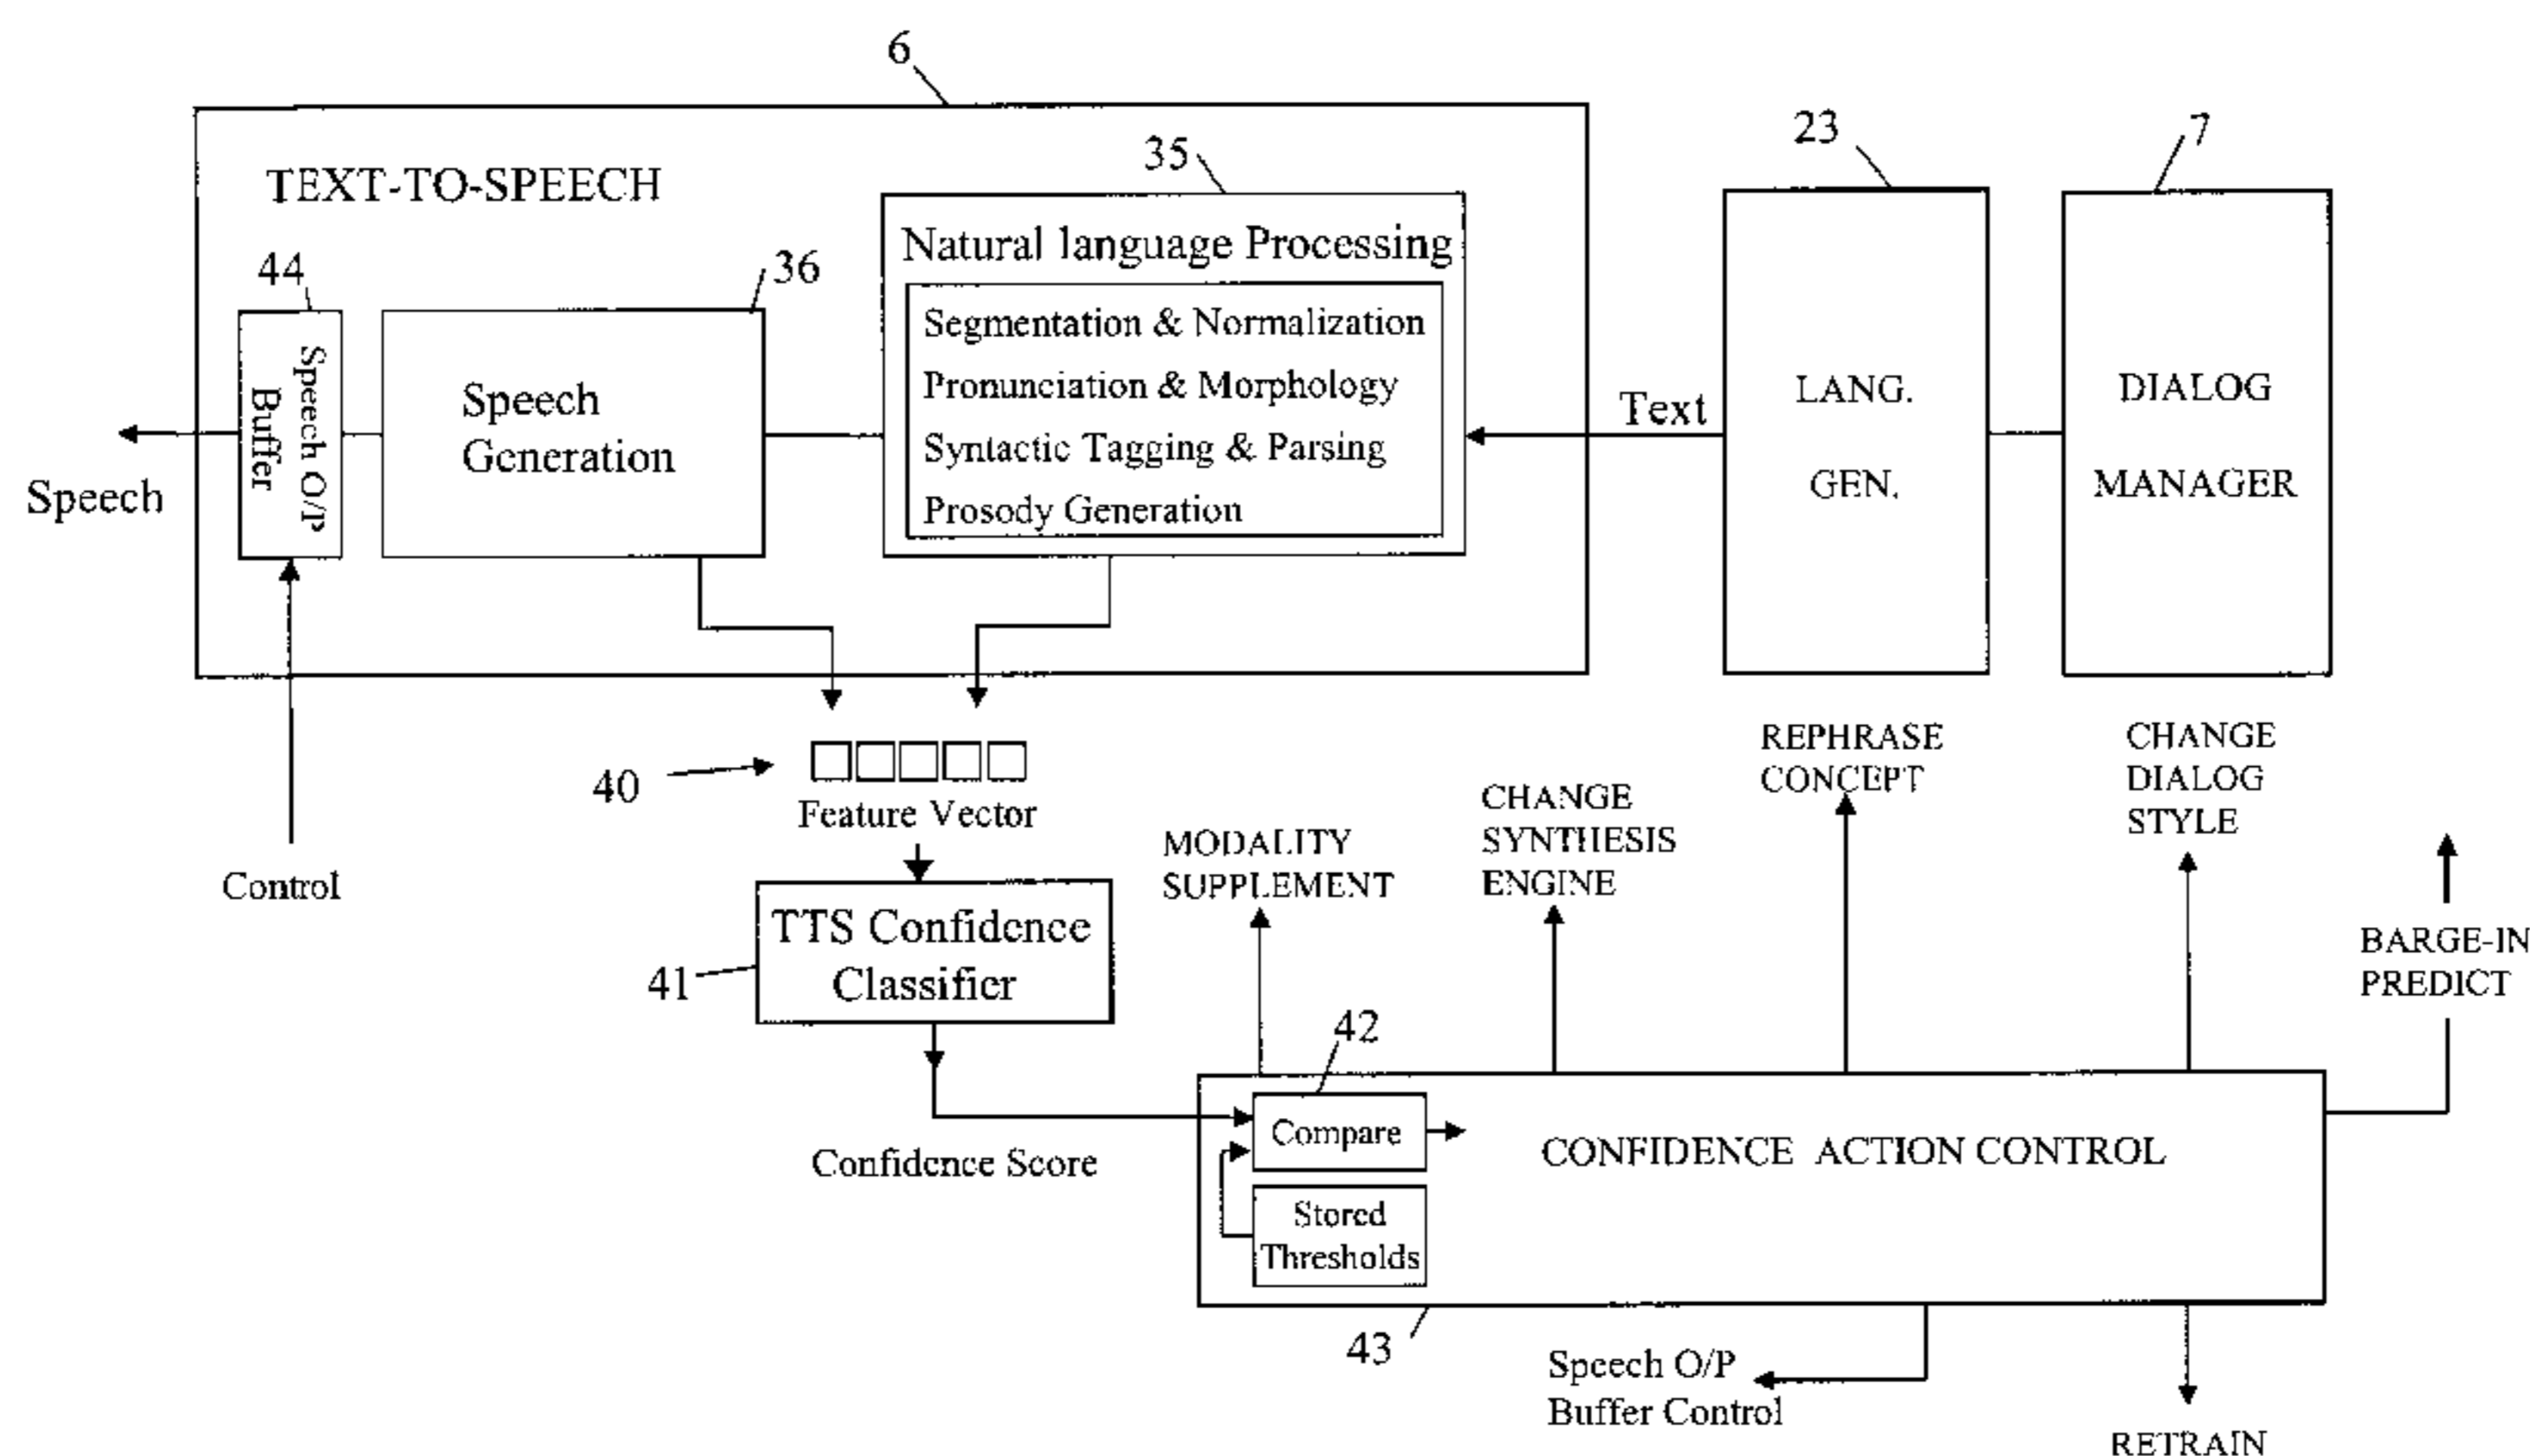 6
TEXT-TO-SPEECH
35
23
7
Natural language Processing
44
36
Segmentation & Normalization
Pronunciation & Morphology
Syntactic Tagging & Parsing
Prosody Generation
Speech O/P
Buffer
Speech
Generation
Speech
Text
LANG.
GEN.
DIALOG
MANAGER
Control
40
Feature Vector
41
TTS Confidence
Classifier
Confidence Score
MODALITY
SUPPLEMENT
CHANGE
SYNTHESIS
ENGINE
REPHRASE
CONCEPT
CHANGE
DIALOG
STYLE
BARGE-IN
PREDICT
42
Compare
Stored
Thresholds
CONFIDENCE ACTION CONTROL
43
Speech O/P
Buffer Control
RETRAIN